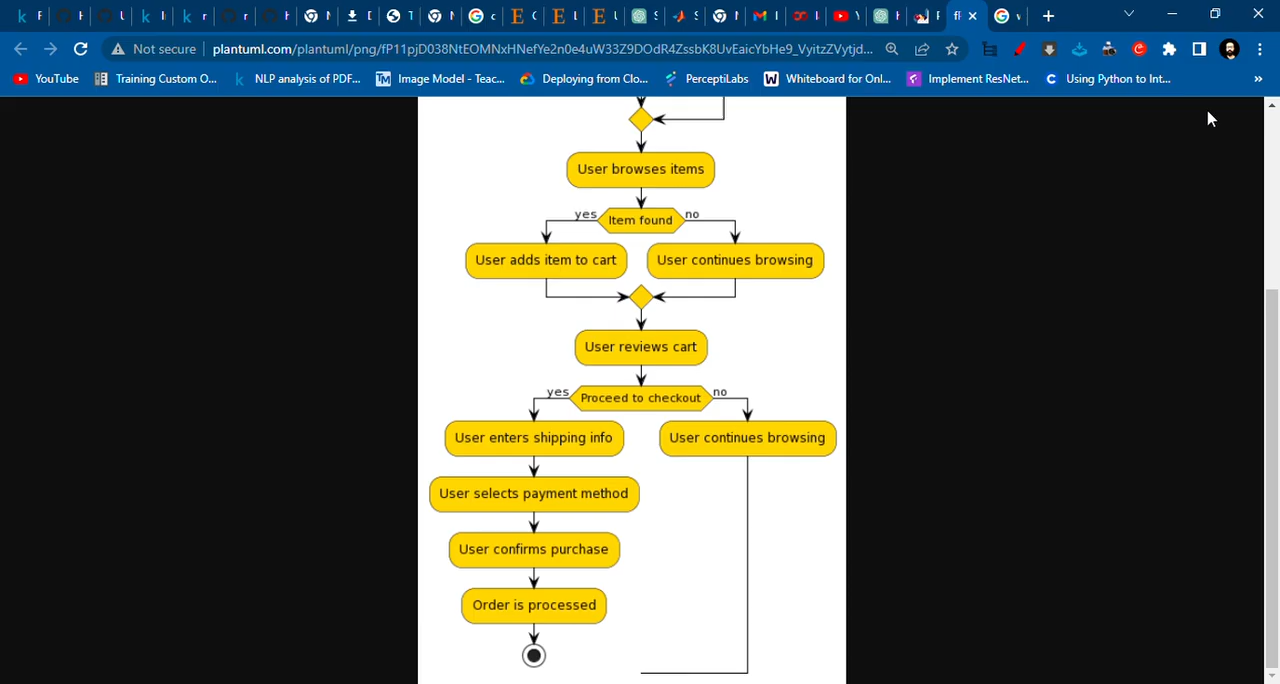 Not secure plantuml.com/plantuml/png/fP11pjD038NtEOMNxHNefYe2n0e4uW33Z9DOdR4ZssbK8UvEaicYbHe9_VyitzZVytjd...
YouTube Training Custom O... NLP analysis of PDF... Image Model - Teac... Deploying from Clo... PerceptiLabs Whiteboard for Onl... Implement ResNet... Using Python to Int... »
User browses items
yes Item found no
User adds item to cart User continues browsing
User reviews cart
yes Proceed to checkout no
User enters shipping info User continues browsing
User selects payment method
User confirms purchase
Order is processed